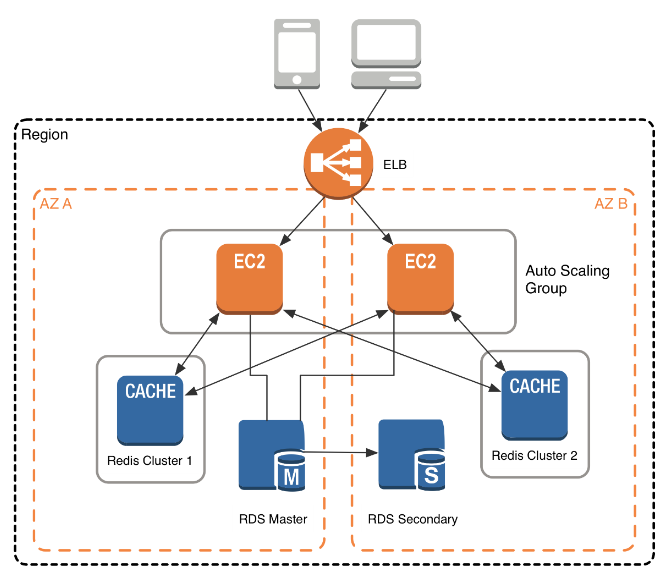 Region
ELB
AZ A
AZ B
EC2
EC2
Auto Scaling
Group
CACHE
Redis Cluster 1
CACHE
Redis Cluster 2
M
RDS Master
S
RDS Secondary